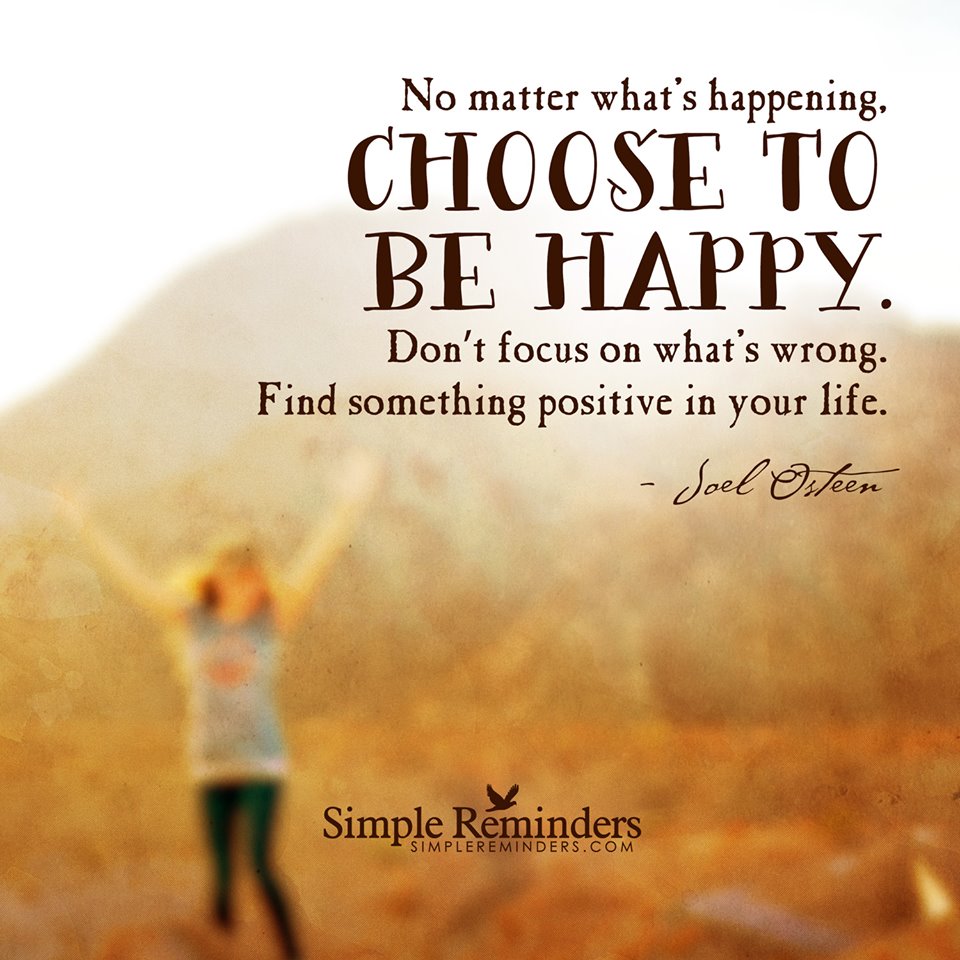 No matter what's happening,
CHOOSE TO
BE HAPPY.
Don't focus on what's wrong.
Find something positive in your life.
- Joel Osteen
Simple Reminders
SIMPLEREMINDERS.COM